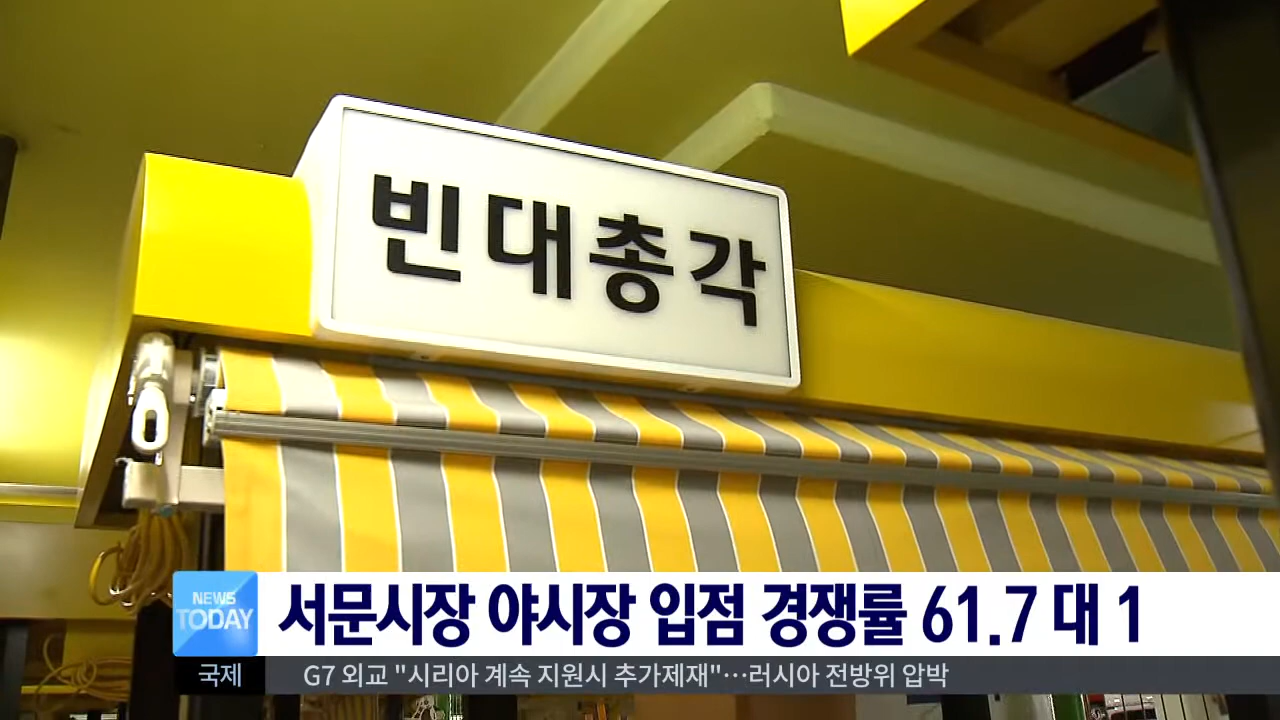 빈대총각
NEWS
TODAY
서문시장 야시장 입점 경쟁률 61.7 대 1
국제 G7 외교 "시리아 계속 지원시 추가제재"…러시아 전방위 압박